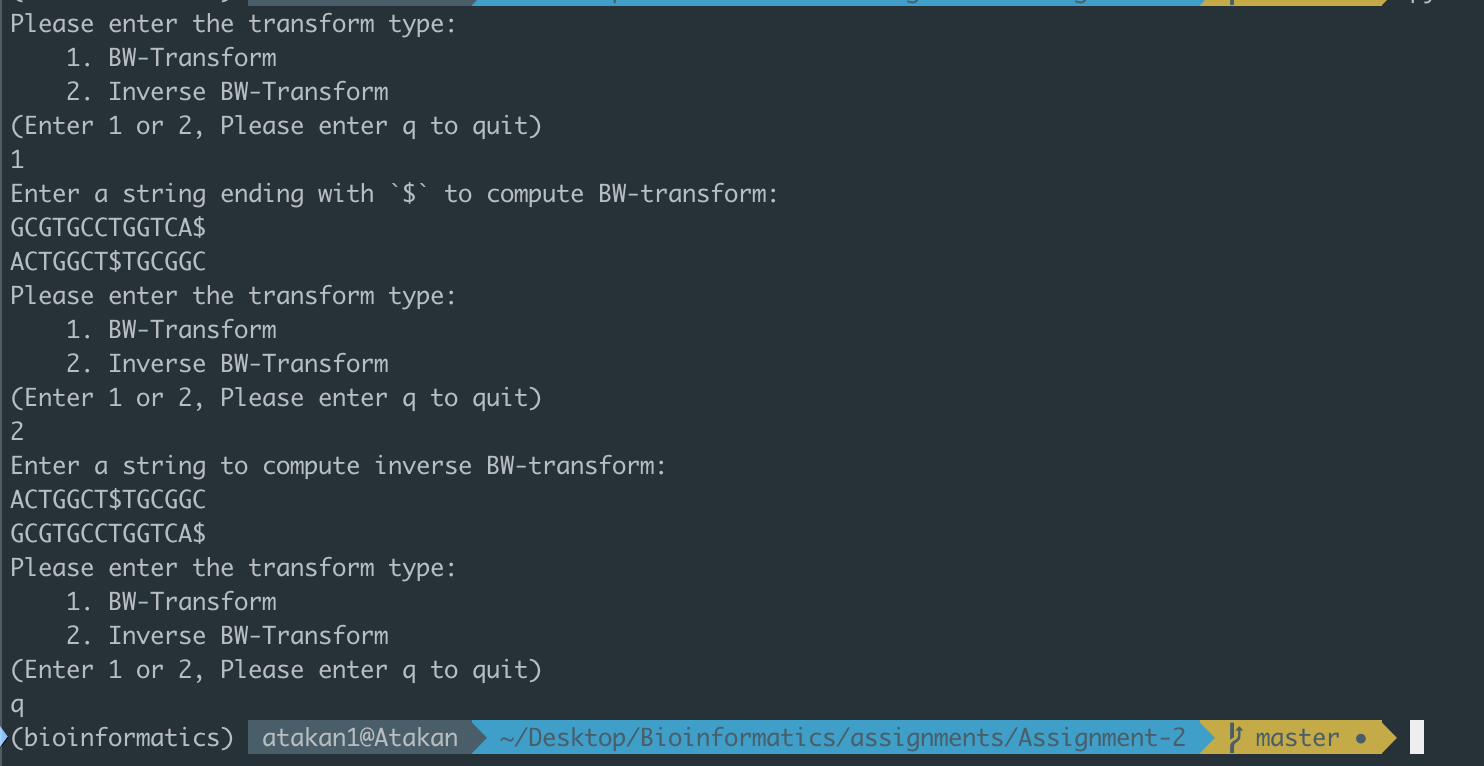 Please enter the transform type:
    1. BW-Transform
    2. Inverse BW-Transform
(Enter 1 or 2, Please enter q to quit)
1
Enter a string ending with `$` to compute BW-transform:
GCGTGCCTGGTCA$
ACTGGCT$TGCGGC
Please enter the transform type:
    1. BW-Transform
    2. Inverse BW-Transform
(Enter 1 or 2, Please enter q to quit)
2
Enter a string to compute inverse BW-transform:
ACTGGCT$TGCGGC
GCGTGCCTGGTCA$
Please enter the transform type:
    1. BW-Transform
    2. Inverse BW-Transform
(Enter 1 or 2, Please enter q to quit)
q
(bioinformatics) atakan1@Atakan ~/Desktop/Bioinformatics/assignments/Assignment-2 master ●